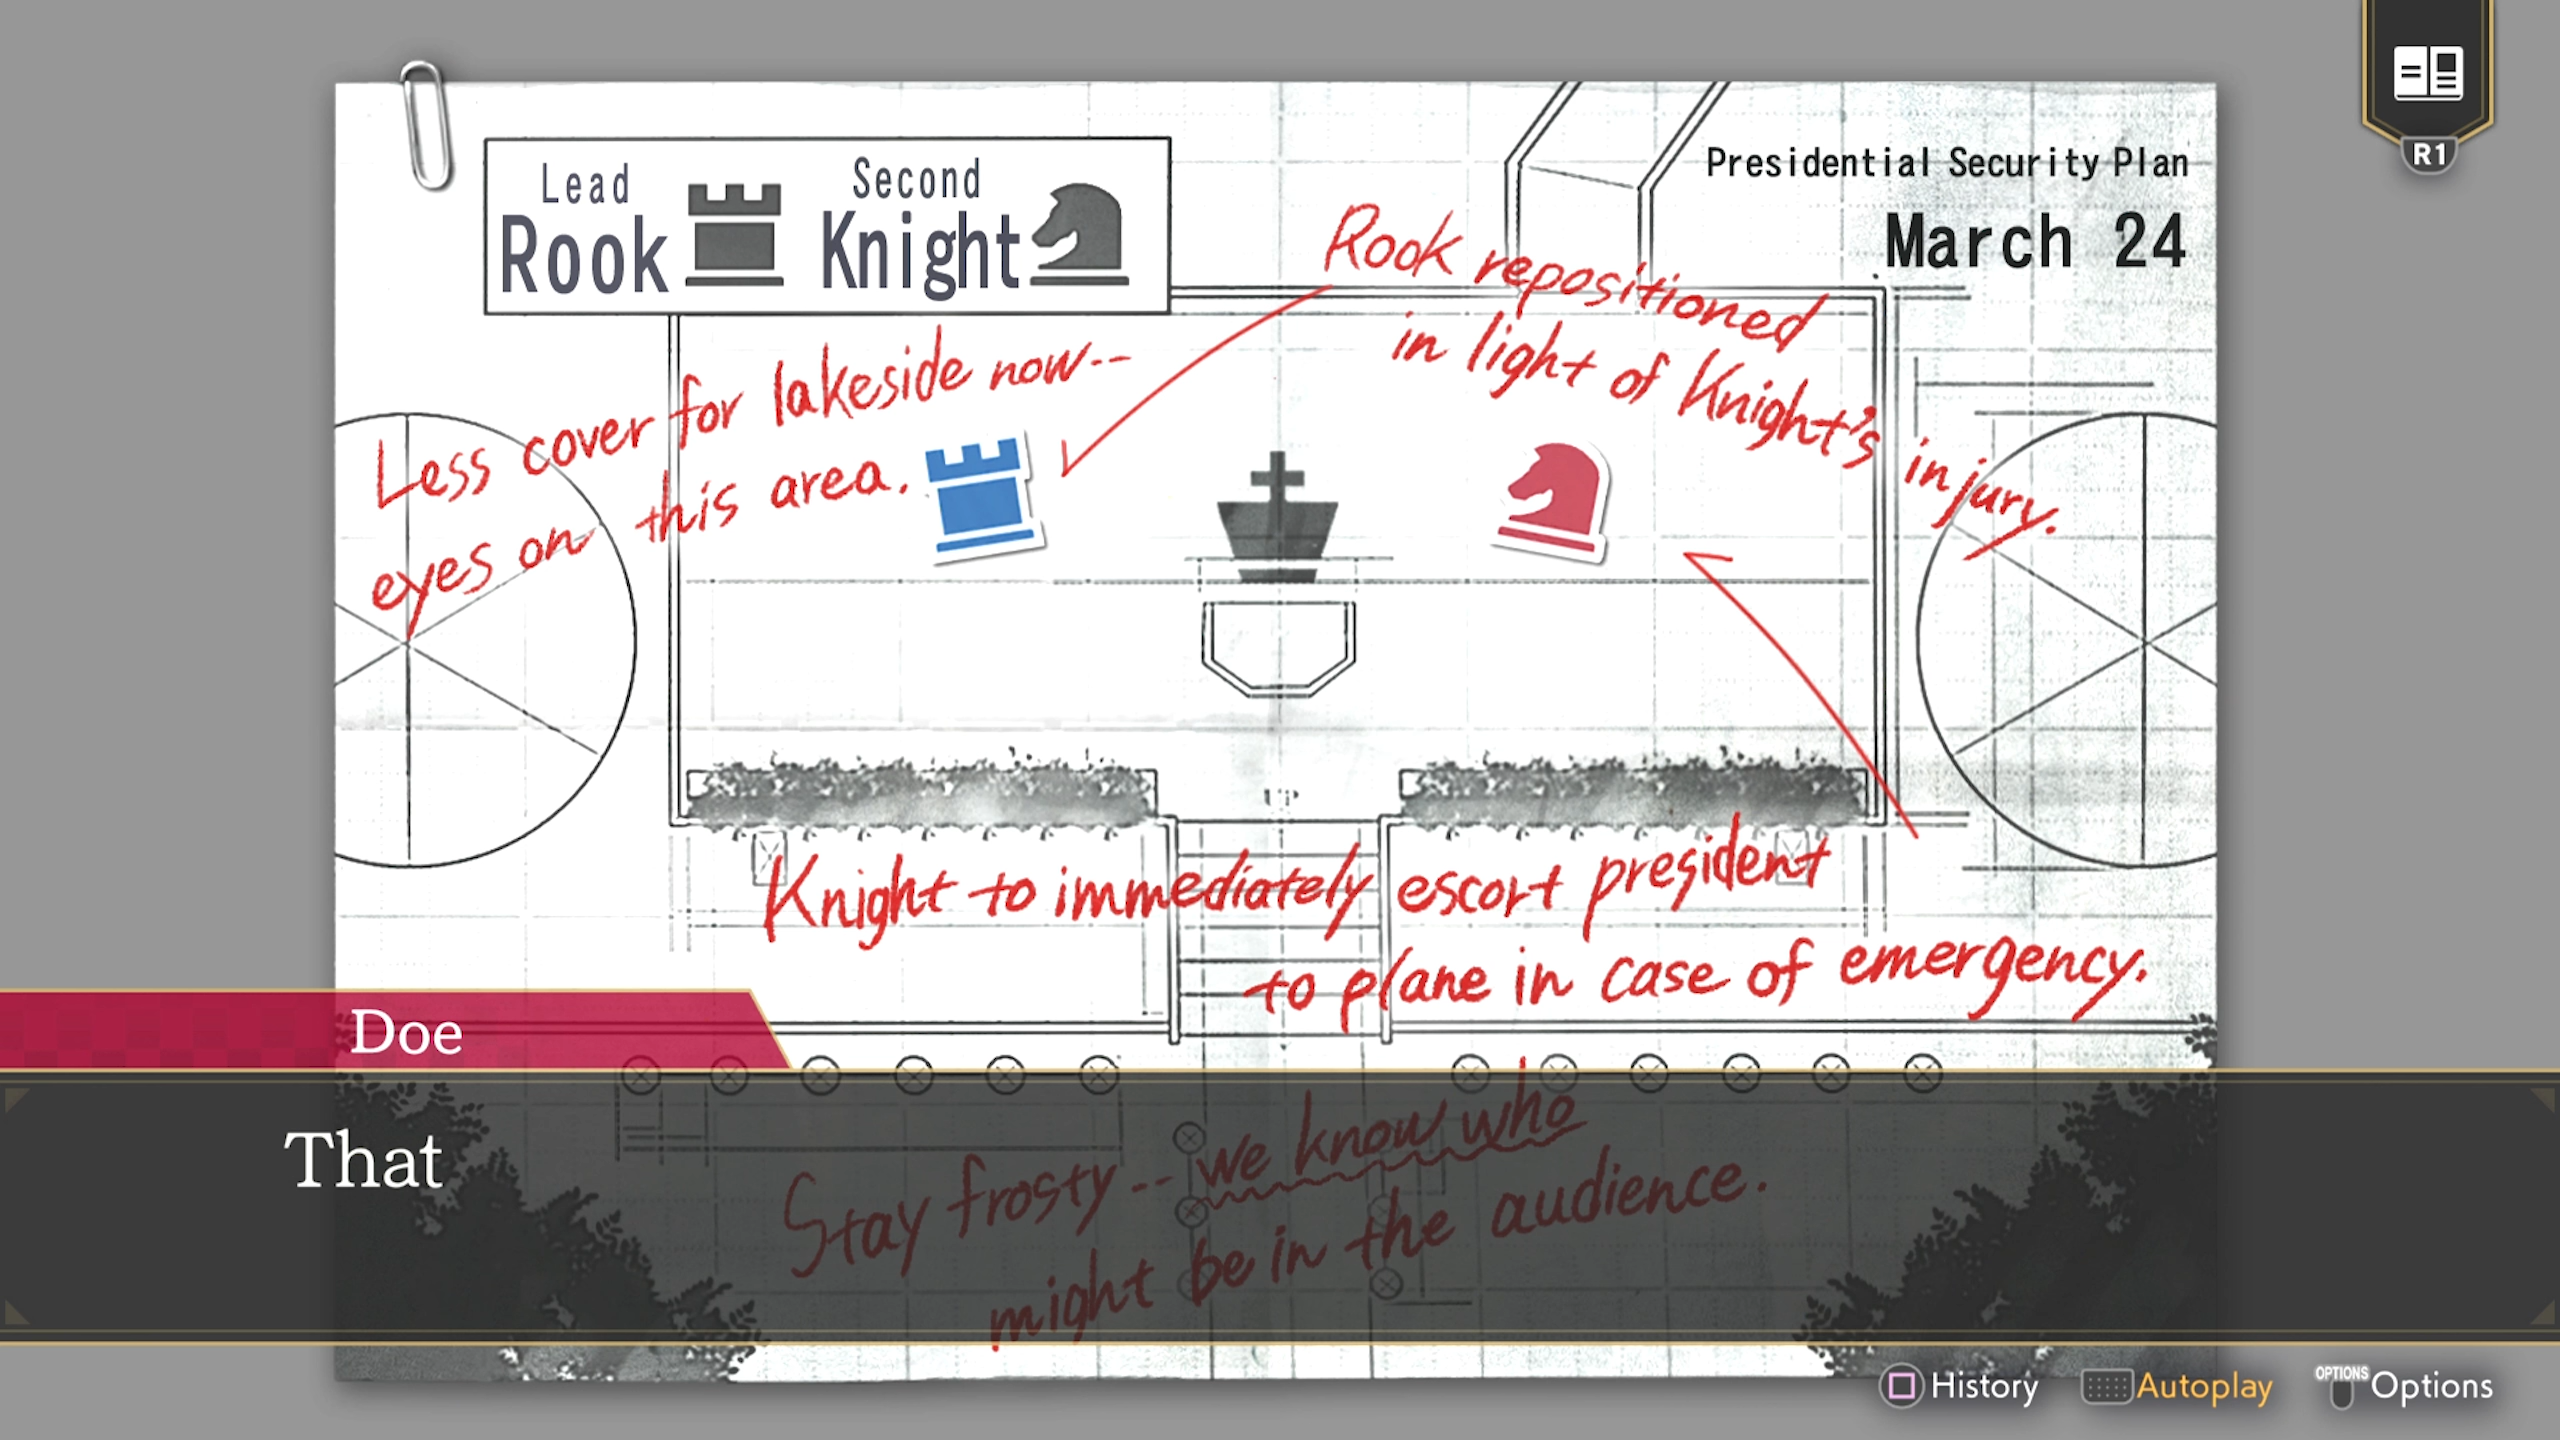 R1
Presidential Security Plan
March 24
Lead
Rook
Second
Knight
Rook repositioned
in light of Knight's injury.
Less cover for lakeside now--
eyes on this area.
UP
Knight to immediately escort president
to plane in case of emergency.
Doe
That
Stay frosty-- we know who
might be in the audience.
History
Autoplay
OPTIONS
Options